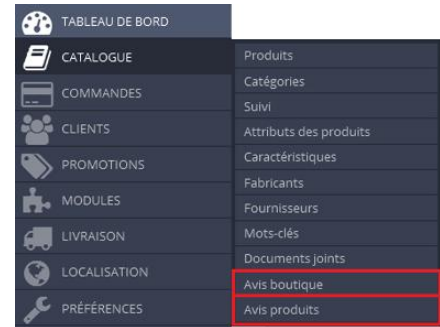 TABLEAU DE BORD
CATALOGUE
COMMANDES
CLIENTS
PROMOTIONS
MODULES
LIVRAISON
LOCALISATION
PRÉFÉRENCES
Produits
Catégories
Suivi
Attributs des produits
Caractéristiques
Fabricants
Fournisseurs
Mots-clés
Documents joints
Avis boutique
Avis produits